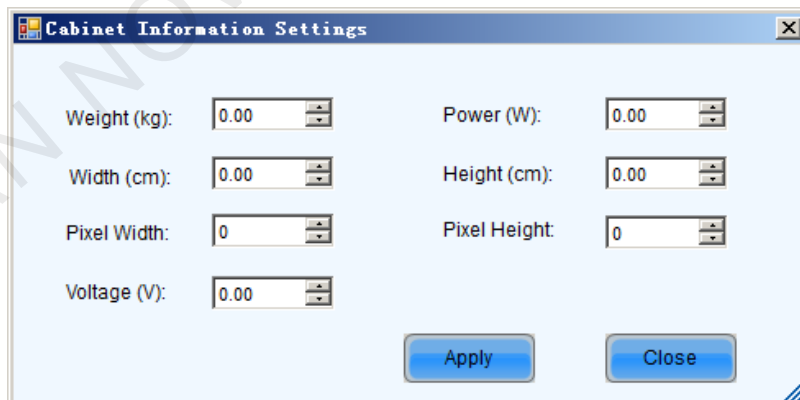 Cabinet Information Settings
Weight (kg): 0.00 Power (W): 0.00
Width (cm): 0.00 Height (cm): 0.00
Pixel Width: 0 Pixel Height: 0
Voltage (V): 0.00
Apply Close